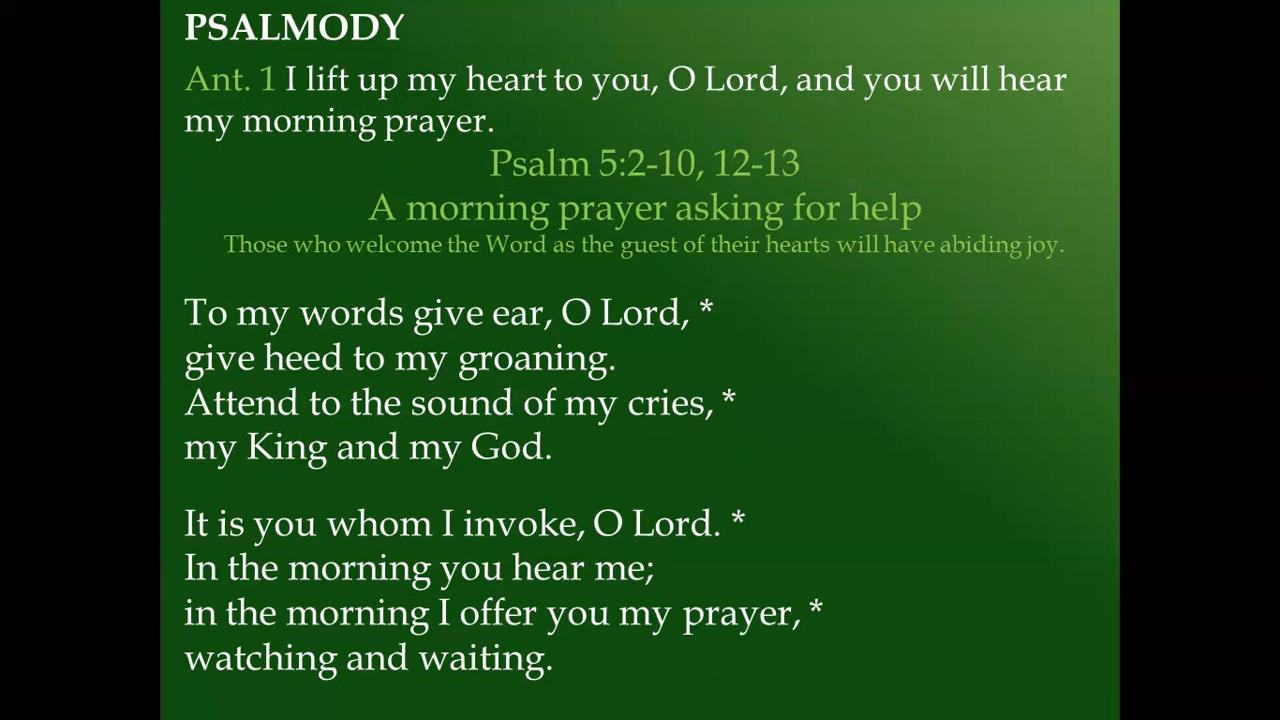 PSALMODY
Ant. 1 I lift up my heart to you, O Lord, and you will hear
my morning prayer.
Psalm 5:2-10, 12-13
A morning prayer asking for help
Those who welcome the Word as the guest of their hearts will have abiding joy.
To my words give ear, O Lord, *
give heed to my groaning.
Attend to the sound of my cries, *
my King and my God.
It is you whom I invoke, O Lord. *
In the morning you hear me;
in the morning I offer you my prayer, *
watching and waiting.